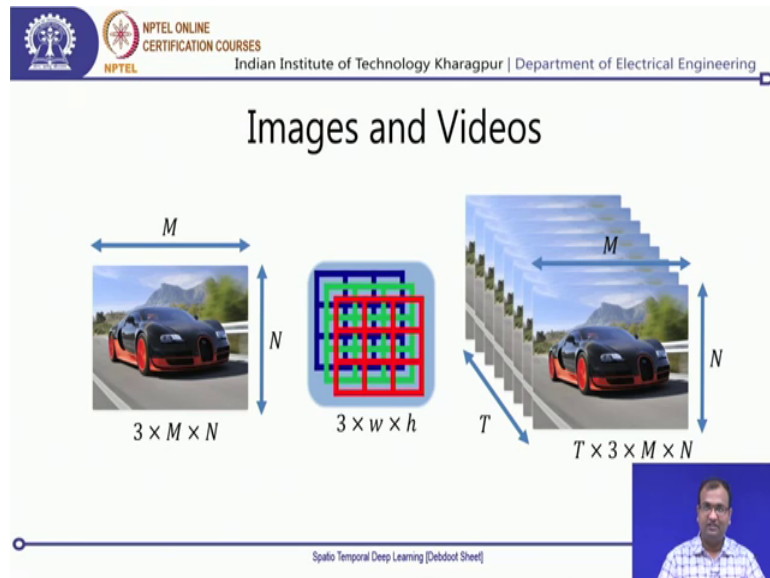 NPTEL ONLINE
CERTIFICATION COURSES
NPTEL
Indian Institute of Technology Kharagpur | Department of Electrical Engineering
Images and Videos
M
N
3 × M × N
3 × w × h
M
N
T
T × 3 × M × N
Spatio Temporal Deep Learning [Debdoot Sheet]